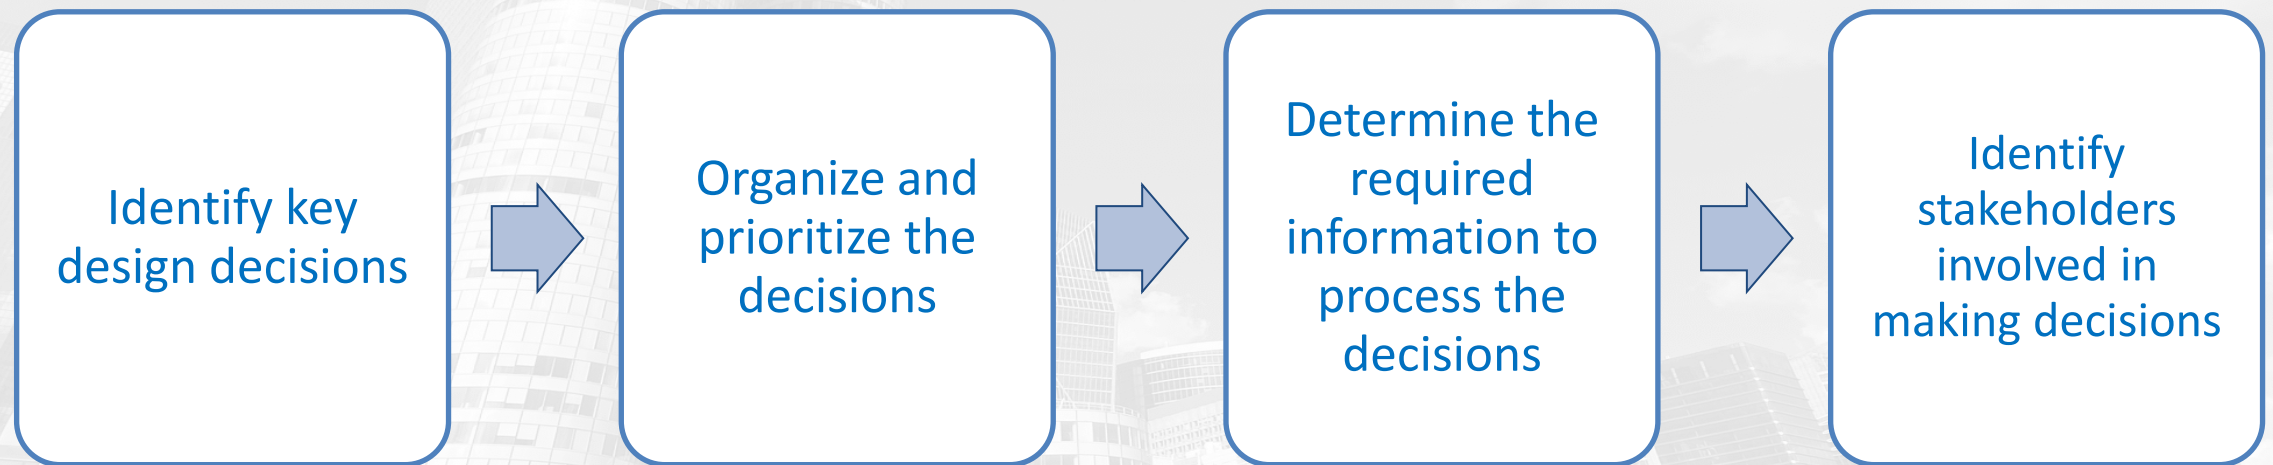 Identify key
design decisions
Organize and
prioritize the
decisions
Determine the
required
information to
process the
decisions
Identify
stakeholders
involved in
making decisions